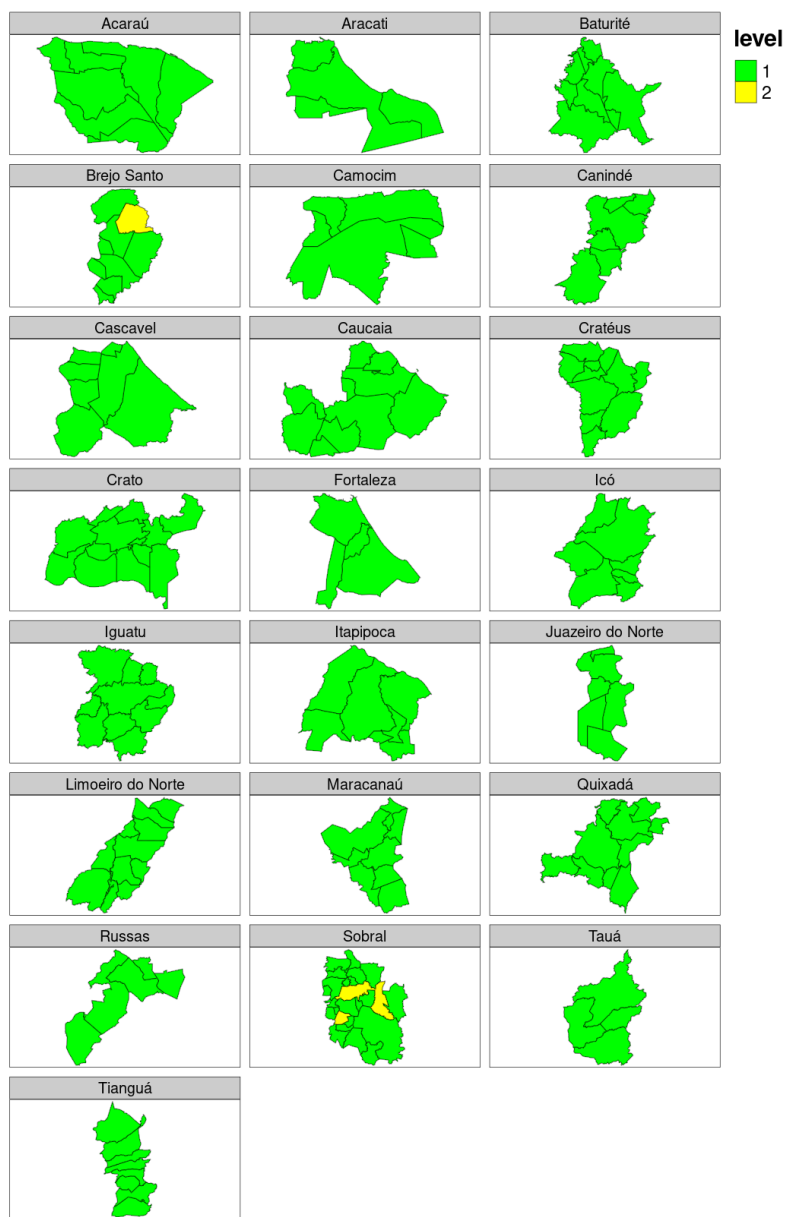 Acaraú
Aracati
Baturité
level
1
2
Brejo Santo
Camocim
Canindé
Cascavel
Caucaia
Cratéus
Crato
Fortaleza
Icó
Iguatu
Itapipoca
Juazeiro do Norte
Limoeiro do Norte
Maracanaú
Quixadá
Russas
Sobral
Tauá
Tianguá